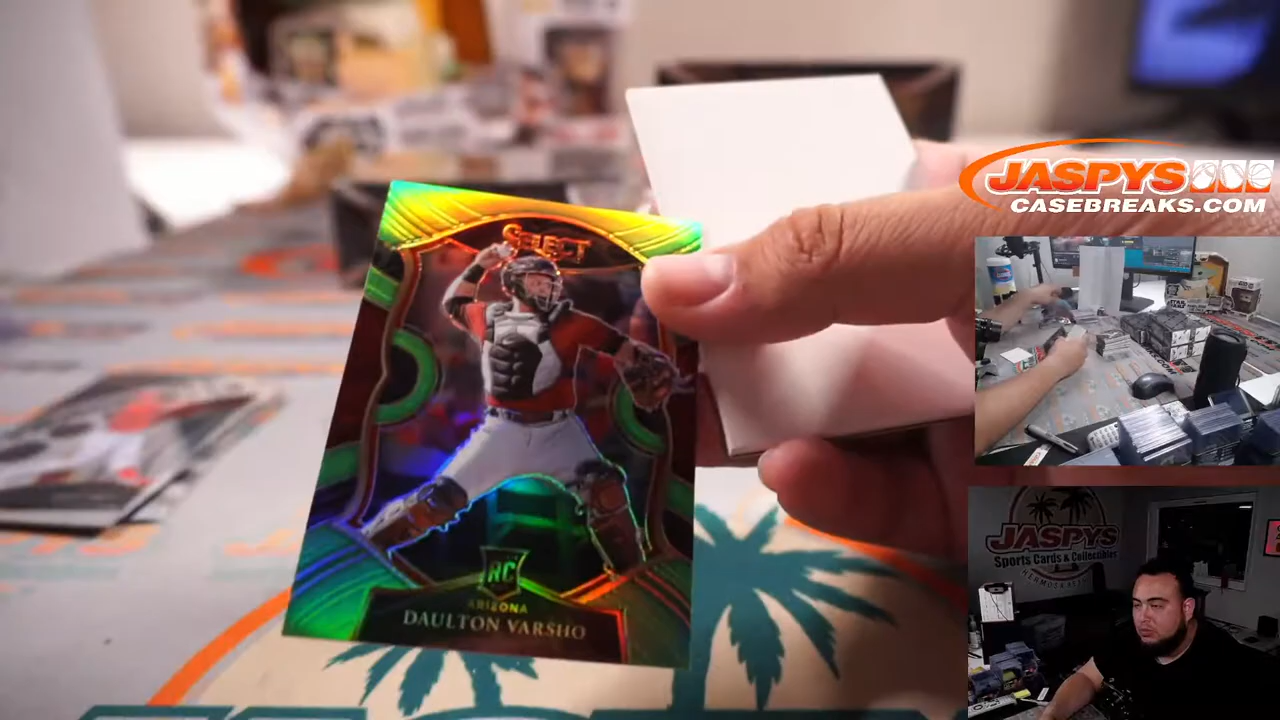 SELECT
RC
ARIZONA
DAULTON VARSHO
JASPYS
CASEBREAKS.COM
JASPYS
Sports Cards & Collectibles